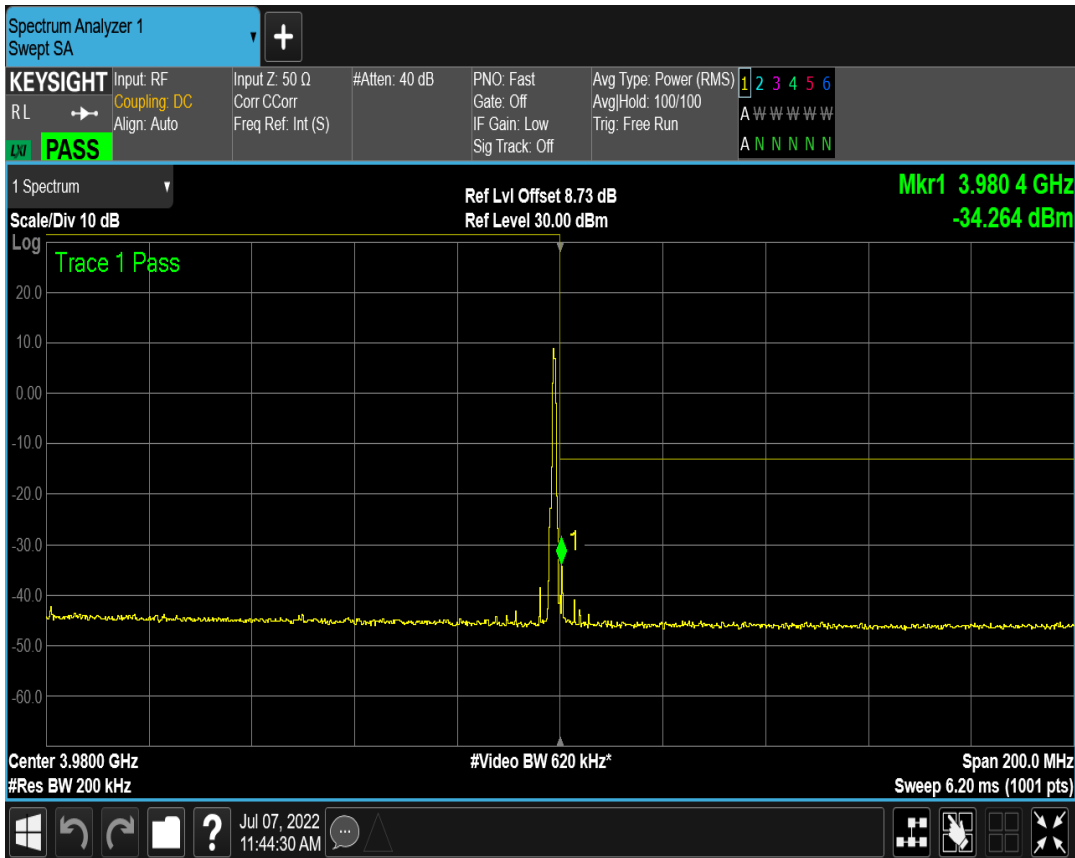 Spectrum Analyzer 1
Swept SA
+
KEYSIGHT
RL
LXI PASS
Input: RF
Coupling: DC
Align: Auto
Input Z: 50 Ω
Corr CCorr
Freq Ref: Int (S)
#Atten: 40 dB
PNO: Fast
Gate: Off
IF Gain: Low
Sig Track: Off
Avg Type: Power (RMS)
Avg|Hold: 100/100
Trig: Free Run
1 2 3 4 5 6
A W W W W W
A N N N N N
1 Spectrum
Scale/Div 10 dB
Ref Lvl Offset 8.73 dB
Ref Level 30.00 dBm
Mkr1 3.980 4 GHz
-34.264 dBm
Log
Trace 1 Pass
20.0
10.0
0.00
-10.0
-20.0
-30.0
1
-40.0
-50.0
-60.0
Center 3.9800 GHz
#Video BW 620 kHz*
Span 200.0 MHz
#Res BW 200 kHz
Sweep 6.20 ms (1001 pts)
?
Jul 07, 2022
11:44:30 AM